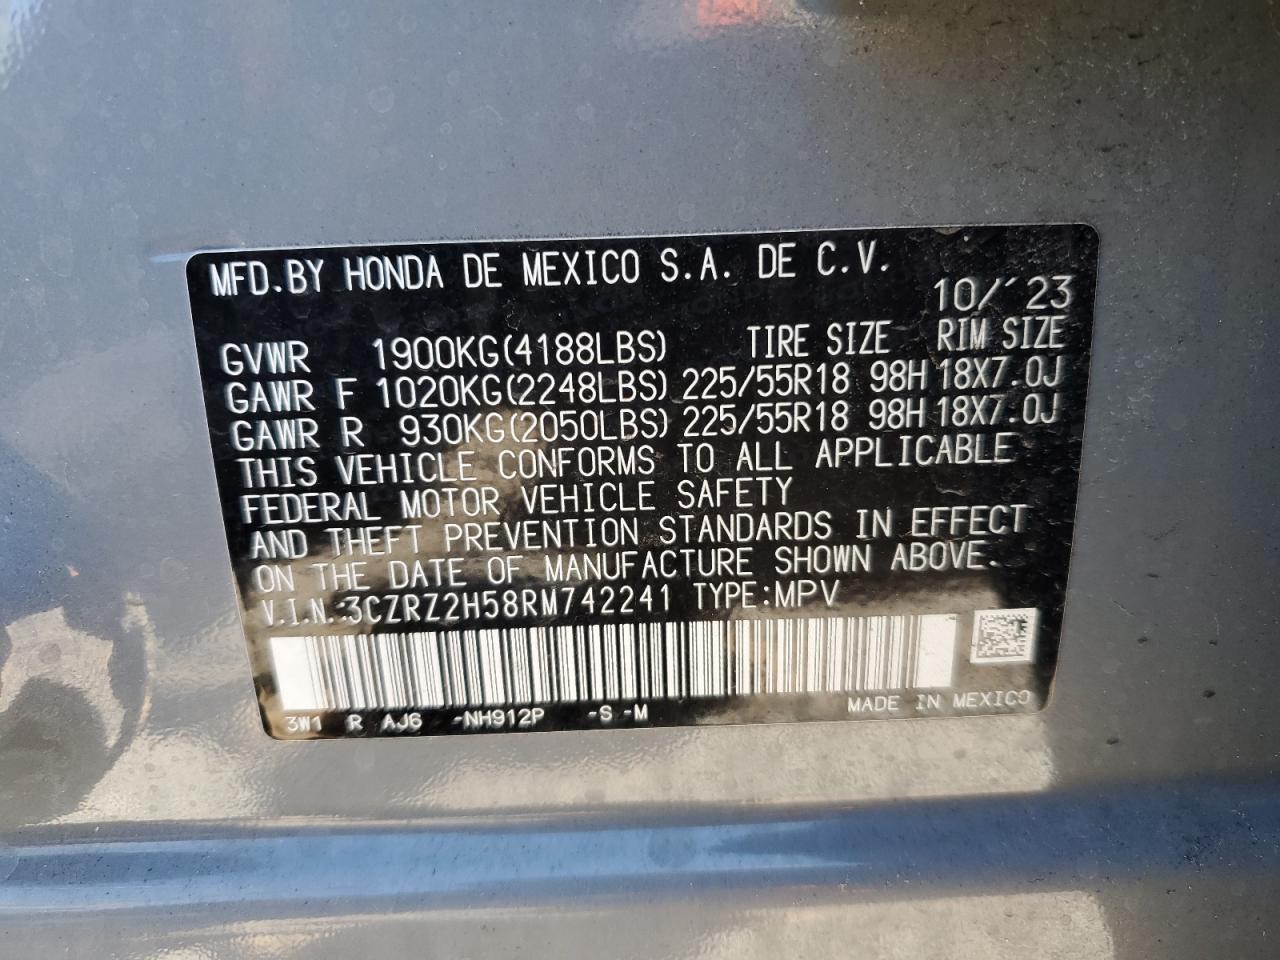 MFD.BY HONDA DE MEXICO S.A. DE C.V.
10/´23
GVWR 1900KG(4188LBS) TIRE SIZE RIM SIZE
GAWR F 1020KG(2248LBS) 225/55R18 98H 18X7.0J
GAWR R 930KG(2050LBS) 225/55R18 98H 18X7.0J
THIS VEHICLE CONFORMS TO ALL APPLICABLE
FEDERAL MOTOR VEHICLE SAFETY
AND THEFT PREVENTION STANDARDS IN EFFECT
ON THE DATE OF MANUFACTURE SHOWN ABOVE.
V.I.N.:3CZRZ2H58RM742241 TYPE:MPV
3W1 R AJ6 -NH912P -S -M MADE IN MEXICO